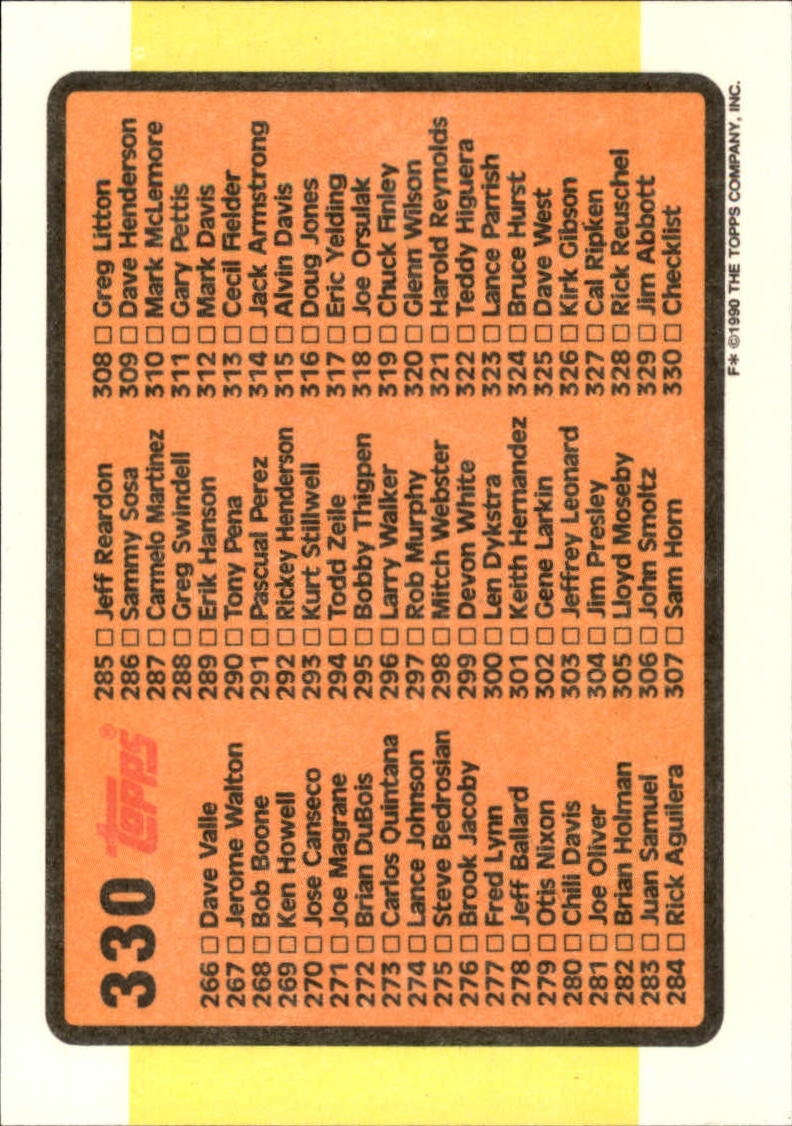 330 Topps®
266 □ Dave Valle
267 □ Jerome Walton
268 □ Bob Boone
269 □ Ken Howell
270 □ Jose Canseco
271 □ Joe Magrane
272 □ Brian DuBois
273 □ Carlos Quintana
274 □ Lance Johnson
275 □ Steve Bedrosian
276 □ Brook Jacoby
277 □ Fred Lynn
278 □ Jeff Ballard
279 □ Otis Nixon
280 □ Chili Davis
281 □ Joe Oliver
282 □ Brian Holman
283 □ Juan Samuel
284 □ Rick Aguilera
285 □ Jeff Reardon
286 □ Sammy Sosa
287 □ Carmelo Martinez
288 □ Greg Swindell
289 □ Erik Hanson
290 □ Tony Pena
291 □ Pascual Perez
292 □ Rickey Henderson
293 □ Kurt Stillwell
294 □ Todd Zeile
295 □ Bobby Thigpen
296 □ Larry Walker
297 □ Rob Murphy
298 □ Mitch Webster
299 □ Devon White
300 □ Len Dykstra
301 □ Keith Hernandez
302 □ Gene Larkin
303 □ Jeffrey Leonard
304 □ Jim Presley
305 □ Lloyd Moseby
306 □ John Smoltz
307 □ Sam Horn
308 □ Greg Litton
309 □ Dave Henderson
310 □ Mark McLemore
311 □ Gary Pettis
312 □ Mark Davis
313 □ Cecil Fielder
314 □ Jack Armstrong
315 □ Alvin Davis
316 □ Doug Jones
317 □ Eric Yelding
318 □ Joe Orsulak
319 □ Chuck Finley
320 □ Glenn Wilson
321 □ Harold Reynolds
322 □ Teddy Higuera
323 □ Lance Parrish
324 □ Bruce Hurst
325 □ Dave West
326 □ Kirk Gibson
327 □ Cal Ripken
328 □ Rick Reuschel
329 □ Jim Abbott
330 □ Checklist
F* ©1990 THE TOPPS COMPANY, INC.